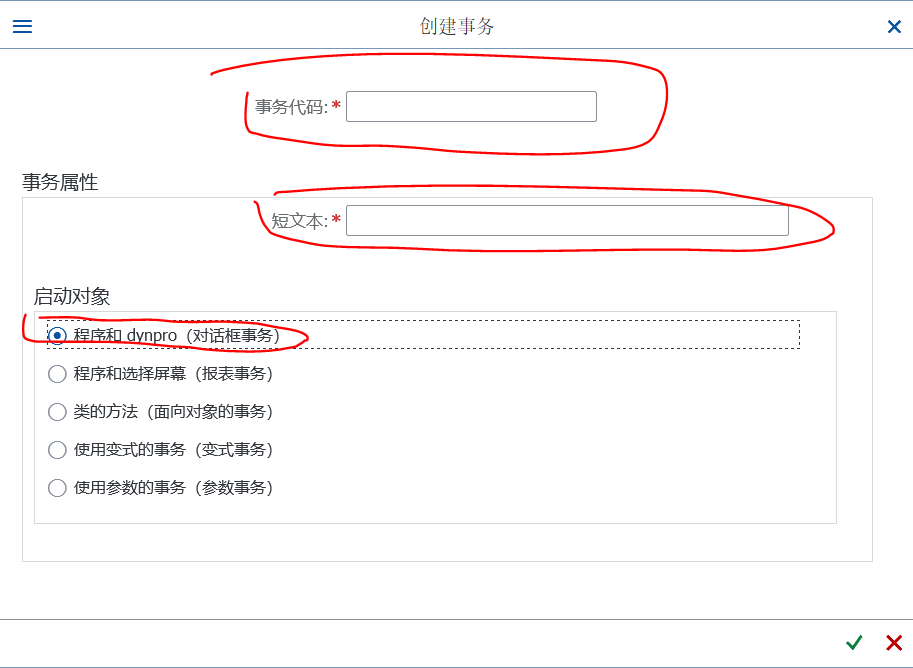 创建事务
事务代码:*
事务属性
短文本:*
启动对象
程序和 dynpro（对话框事务）
程序和选择屏幕（报表事务）
类的方法（面向对象的事务）
使用变式的事务（变式事务）
使用参数的事务（参数事务）